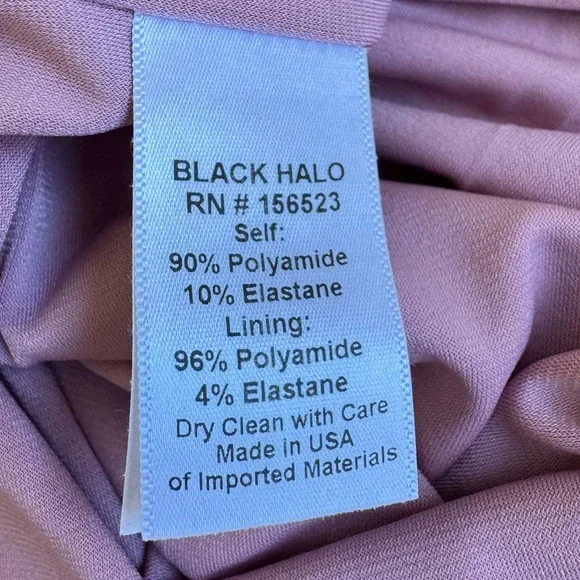 BLACK HALO
RN # 156523
Self:
90% Polyamide
10% Elastane
Lining:
96% Polyamide
4% Elastane
Dry Clean with Care
Made in USA
of Imported Materials